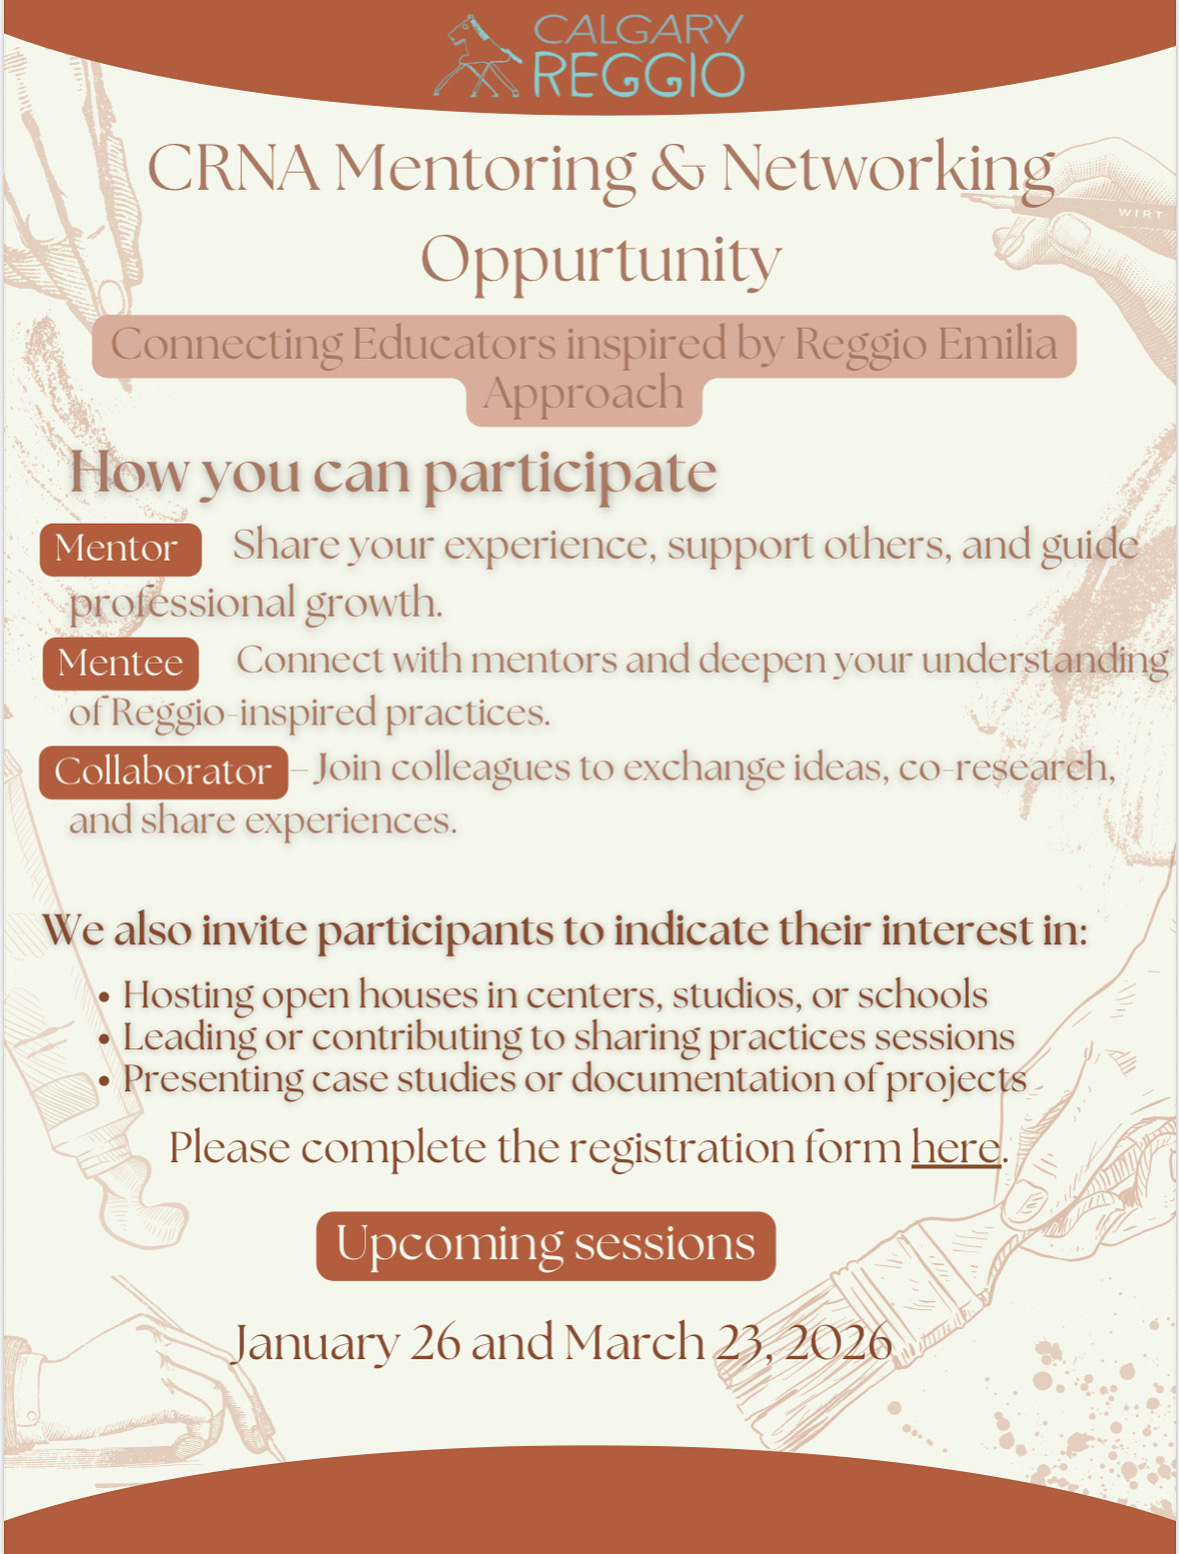 CALGARY
REGGIO
CRNA Mentoring & Networking
Oppurtunity
Connecting Educators inspired by Reggio Emilia
Approach
How you can participate
Mentor Share your experience, support others, and guide
professional growth.
Mentee Connect with mentors and deepen your understanding
of Reggio-inspired practices.
Collaborator – Join colleagues to exchange ideas, co-research,
and share experiences.
We also invite participants to indicate their interest in:
• Hosting open houses in centers, studios, or schools
• Leading or contributing to sharing practices sessions
• Presenting case studies or documentation of projects
Please complete the registration form here.
Upcoming sessions
January 26 and March 23, 2026
WIRT